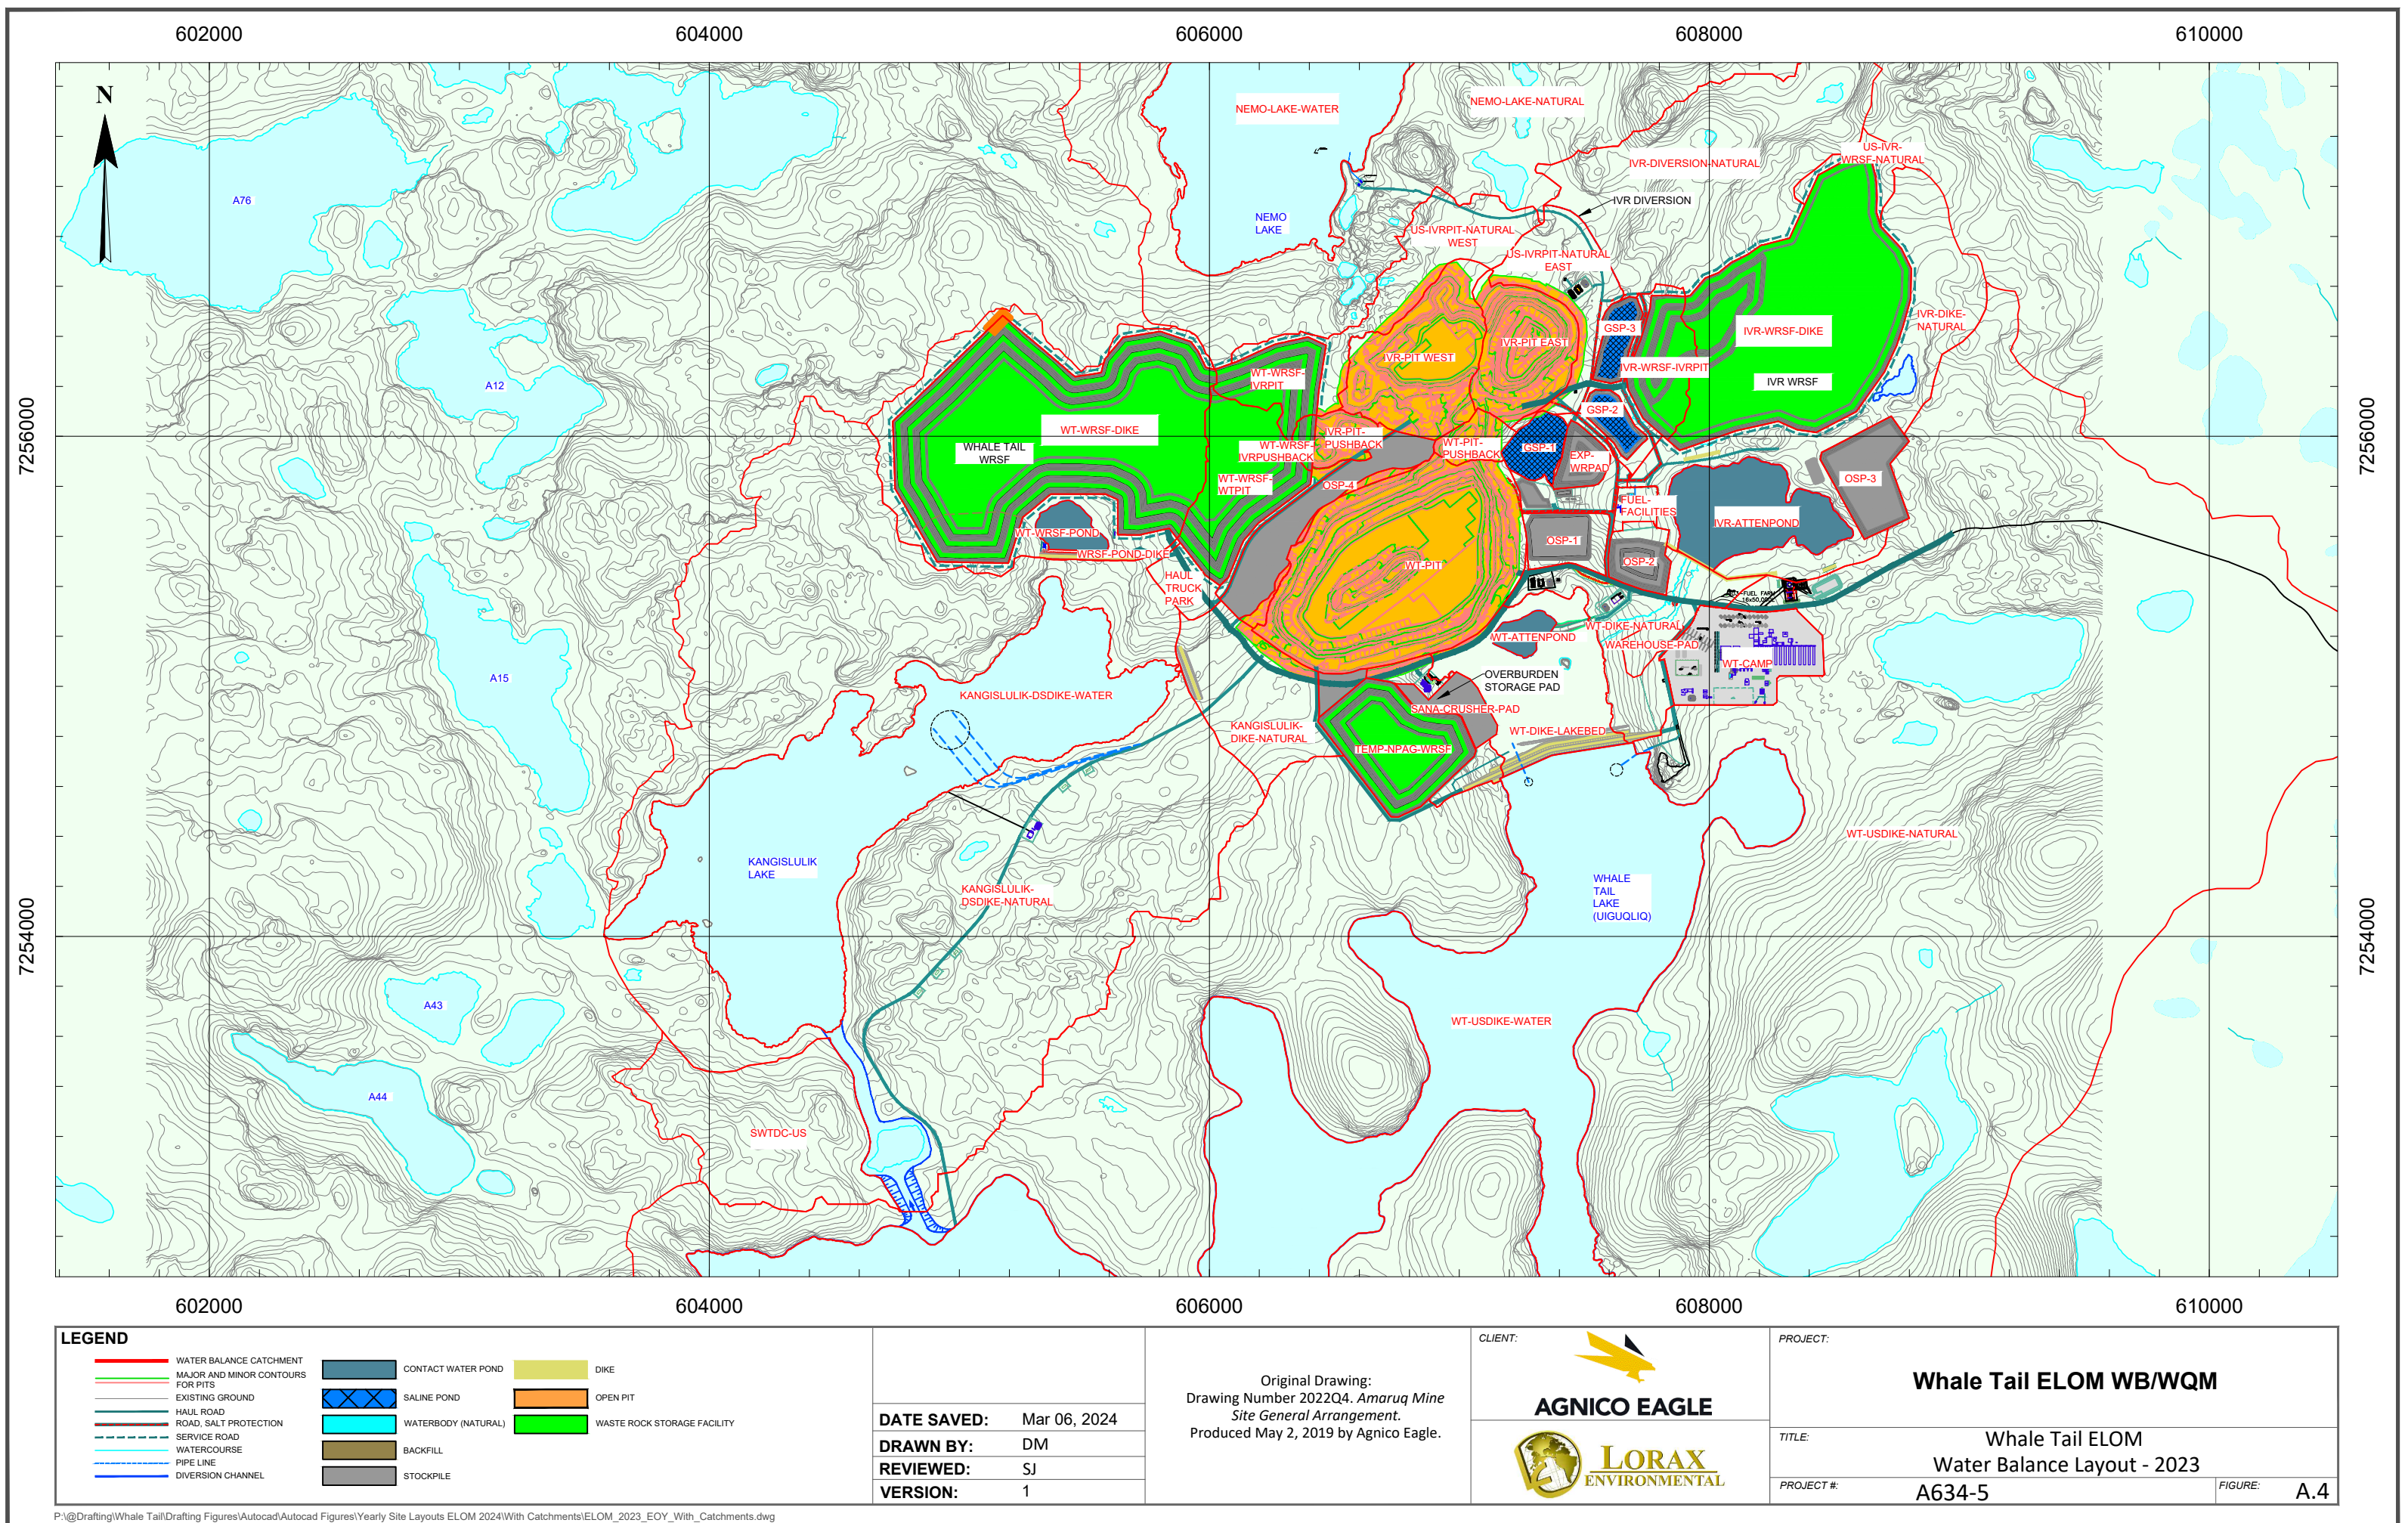 602000
604000
606000
608000
610000
N
NEMO-LAKE-WATER
NEMO-LAKE-NATURAL
IVR-DIVERSION-NATURAL
US-IVR-
WRSF-NATURAL
A76
NEMO
LAKE
IVR DIVERSION
US-IVRPIT-NATURAL
WEST
US-IVRPIT-NATURAL
EAST
IVR-DIKE-
NATURAL
GSP-3
IVR-WRSF-DIKE
IVR-PIT WEST
IVR-PIT EAST
IVR-WRSF-IVRPIT
IVR WRSF
A12
WT-WRSF-
IVRPIT
GSP-2
7256000
7256000
WT-WRSF-DIKE
WHALE TAIL
WRSF
IVR-PIT-
PUSHBACK
WT-WRSF-
IVRPUSHBACK
WT-PIT-
PUSHBACK
GSP-1
EXP-
WRPAD
WT-WRSF-
WTPIT
OSP-4
OSP-3
FUEL-
FACILITIES
IVR-ATTENPOND
WT-WRSF-POND
WRSF-POND-DIKE
OSP-1
OSP-2
WT-PIT
HAUL
TRUCK
PARK
FUEL FARM
WT-ATTENPOND
WT-DIKE-NATURAL
WAREHOUSE-PAD
WT-CAMP
A15
KANGISLULIK-DSDIKE-WATER
OVERBURDEN
STORAGE PAD
SANA-CRUSHER-PAD
KANGISLULIK-
DIKE-NATURAL
WT-DIKE-LAKEBED
TEMP-NPAG-WRSF
WT-USDIKE-NATURAL
KANGISLULIK
LAKE
KANGISLULIK-
DSDIKE-NATURAL
WHALE
TAIL
LAKE
(UIGUQLIQ)
7254000
7254000
A43
WT-USDIKE-WATER
A44
SWTDC-US
602000
604000
606000
608000
610000
LEGEND
WATER BALANCE CATCHMENT
MAJOR AND MINOR CONTOURS
FOR PITS
EXISTING GROUND
HAUL ROAD
ROAD, SALT PROTECTION
SERVICE ROAD
WATERCOURSE
PIPE LINE
DIVERSION CHANNEL
CONTACT WATER POND
SALINE POND
WATERBODY (NATURAL)
BACKFILL
STOCKPILE
DIKE
OPEN PIT
WASTE ROCK STORAGE FACILITY
DATE SAVED: Mar 06, 2024
DRAWN BY: DM
REVIEWED: SJ
VERSION: 1
Original Drawing:
Drawing Number 2022Q4. Amaruq Mine
Site General Arrangement.
Produced May 2, 2019 by Agnico Eagle.
CLIENT:
AGNICO EAGLE
LORAX
ENVIRONMENTAL
PROJECT:
Whale Tail ELOM WB/WQM
TITLE:
Whale Tail ELOM
Water Balance Layout - 2023
PROJECT #: A634-5
FIGURE: A.4
P:\@Drafting\Whale Tail\Drafting Figures\Autocad\Autocad Figures\Yearly Site Layouts ELOM 2024\With Catchments\ELOM_2023_EOY_With_Catchments.dwg